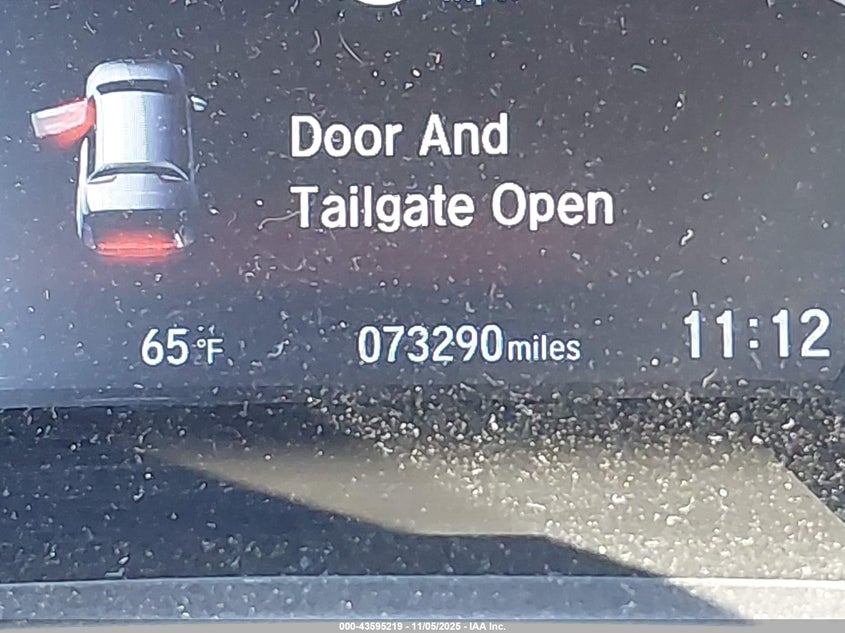 Door And
Tailgate Open
65°F 073290miles 11:12
000-43595219 - 11/05/2025 - IAA Inc.